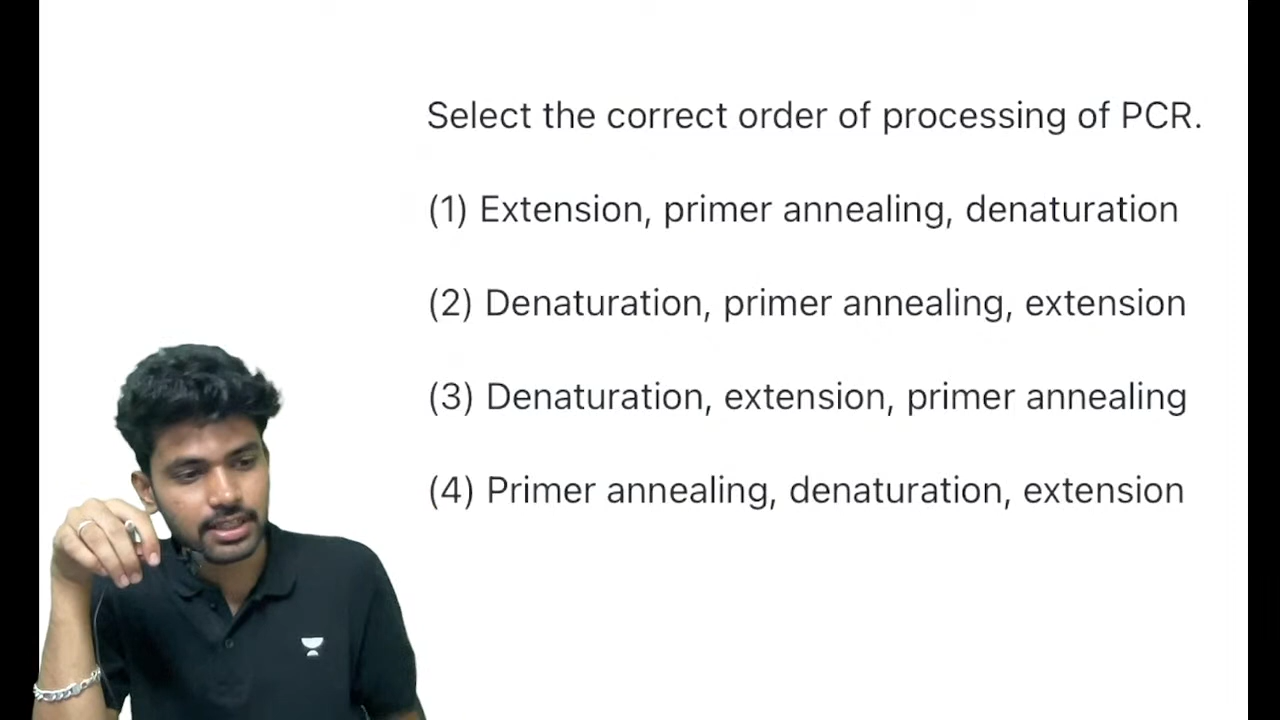 Select the correct order of processing of PCR.
(1) Extension, primer annealing, denaturation
(2) Denaturation, primer annealing, extension
(3) Denaturation, extension, primer annealing
(4) Primer annealing, denaturation, extension